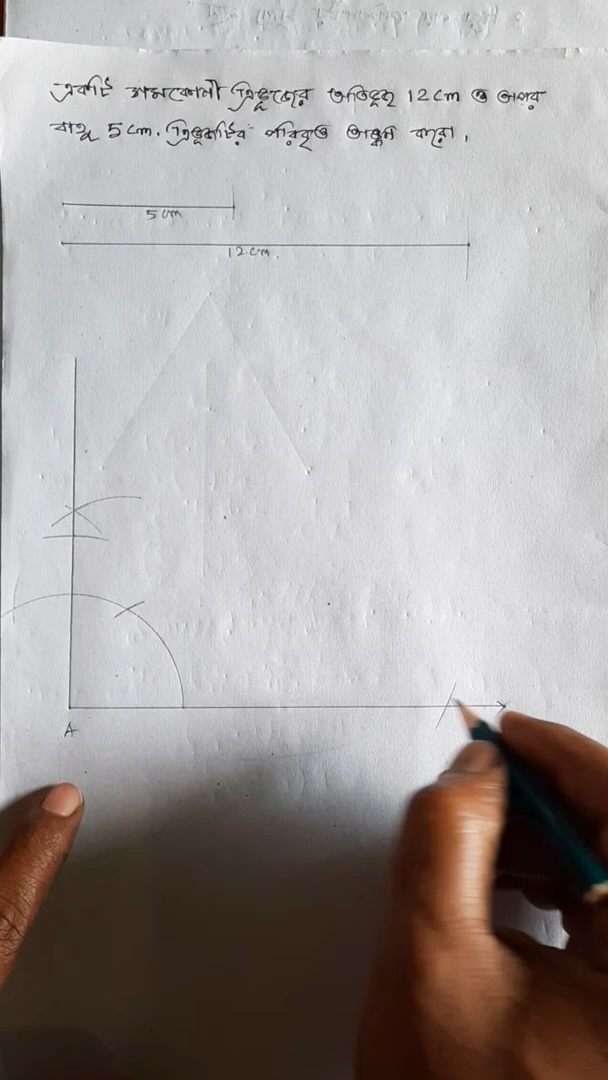 একটি সমকোনী ত্রিভূজের অতিভূজ 12 cm ও অপর
বাহু 5 cm. ত্রিভূজটির পরিবৃত্ত অঙ্কন করো।
5 cm
12 cm.
A